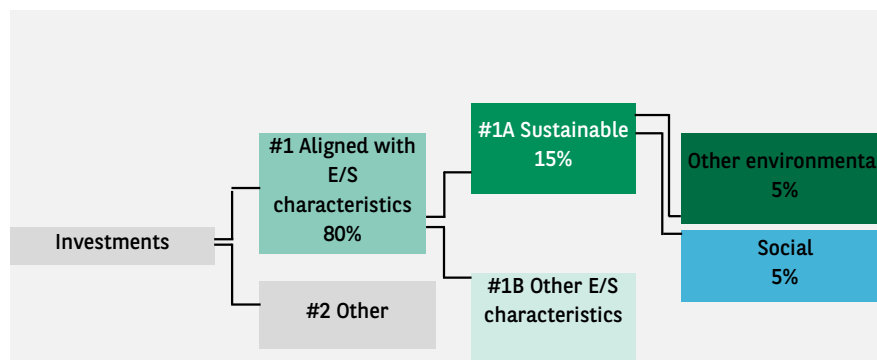 Investments
#1 Aligned with
E/S
characteristics
80%
#2 Other
#1A Sustainable
15%
#1B Other E/S
characteristics
Other environmenta
5%
Social
5%